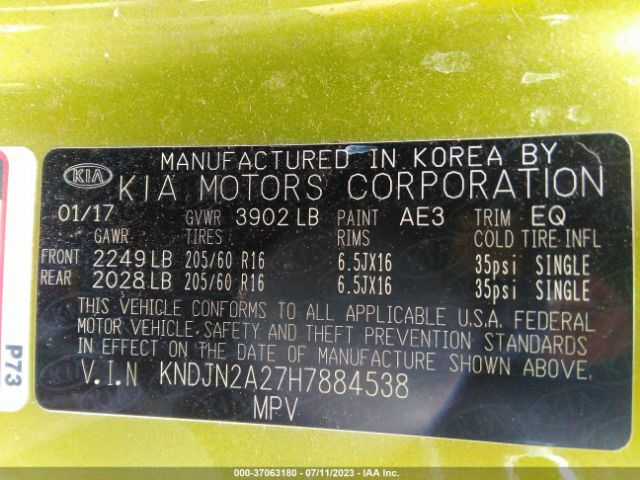 MANUFACTURED IN KOREA BY
KIA KIA MOTORS CORPORATION
01/17 GVWR 3902 LB PAINT AE3 TRIM EQ
GAWR TIRES RIMS COLD TIRE INFL
FRONT 2249 LB 205/60 R16 6.5JX16 35psi SINGLE
REAR 2028 LB 205/60 R16 6.5JX16 35psi SINGLE
THIS VEHICLE CONFORMS TO ALL APPLICABLE U.S.A. FEDERAL
MOTOR VEHICLE SAFETY AND THEFT PREVENTION STANDARDS
IN EFFECT ON THE DATE OF MANUFACTURE SHOWN ABOVE.
V.I.N KNDJN2A27H7884538
MPV
P73
000-37063180 - 07/11/2023 - IAA Inc.